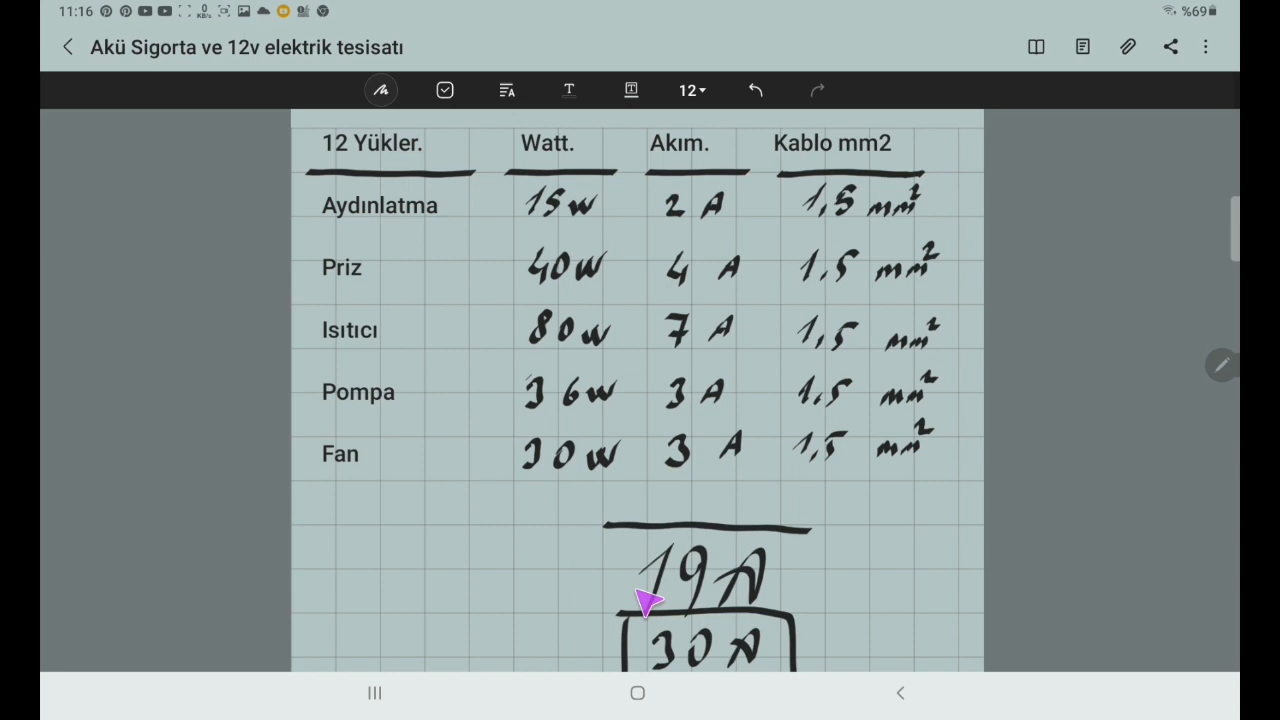 11:16 KB/s %69
Akü Sigorta ve 12v elektrik tesisatı
12
12 Yükler. Watt. Akım. Kablo mm2
Aydınlatma 15w 2 A 1,5 mm²
Priz 40W 4 A 1,5 mm²
Isıtıcı 80w 7 A 1,5 mm²
Pompa 36w 3 A 1.5 mm²
Fan 30W 3 A 1,5 mm²
19A
30A